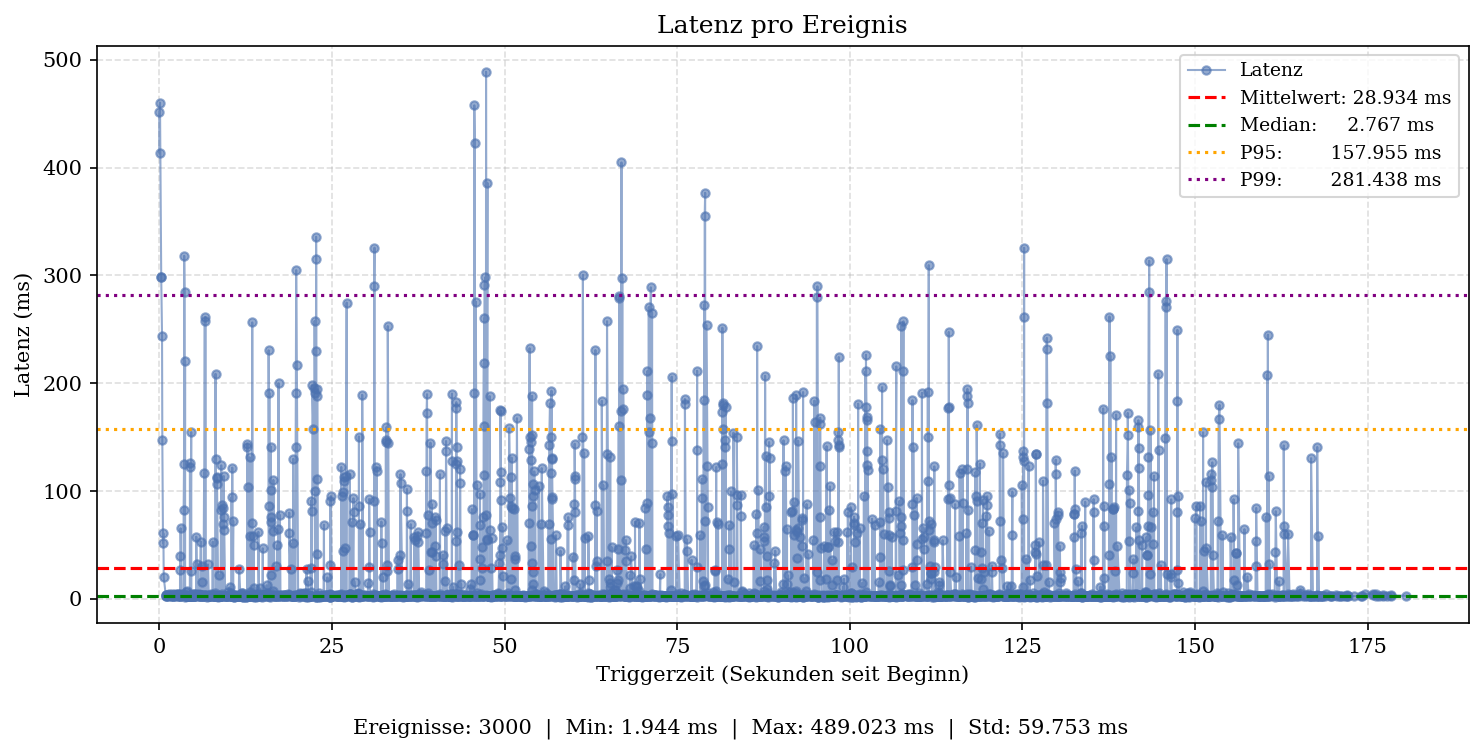 Latenz pro Ereignis
Latenz (ms)
500
400
300
200
100
0
Latenz
Mittelwert: 28.934 ms
Median: 2.767 ms
P95: 157.955 ms
P99: 281.438 ms
0 25 50 75 100 125 150 175
Triggerzeit (Sekunden seit Beginn)
Ereignisse: 3000 | Min: 1.944 ms | Max: 489.023 ms | Std: 59.753 ms